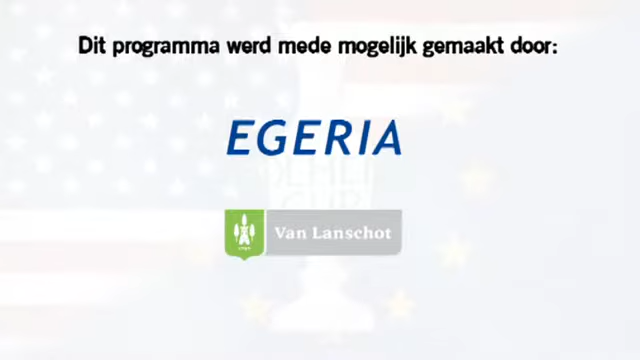 Dit programma werd mede mogelijk gemaakt door:
EGERIA
Van Lanschot